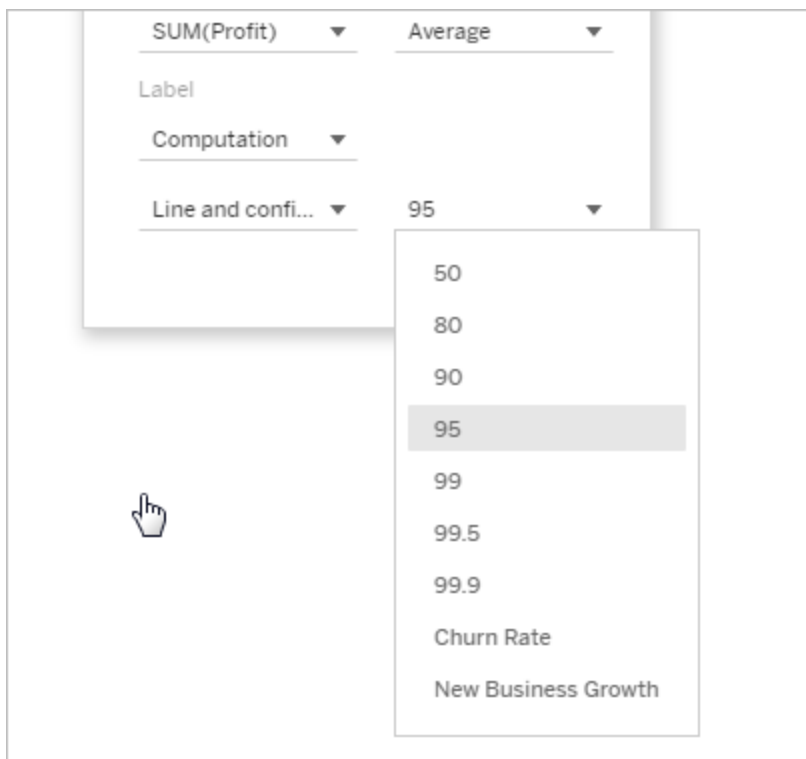 SUM(Profit) Average
Label
Computation
Line and confi... 95
50
80
90
95
99
99.5
99.9
Churn Rate
New Business Growth